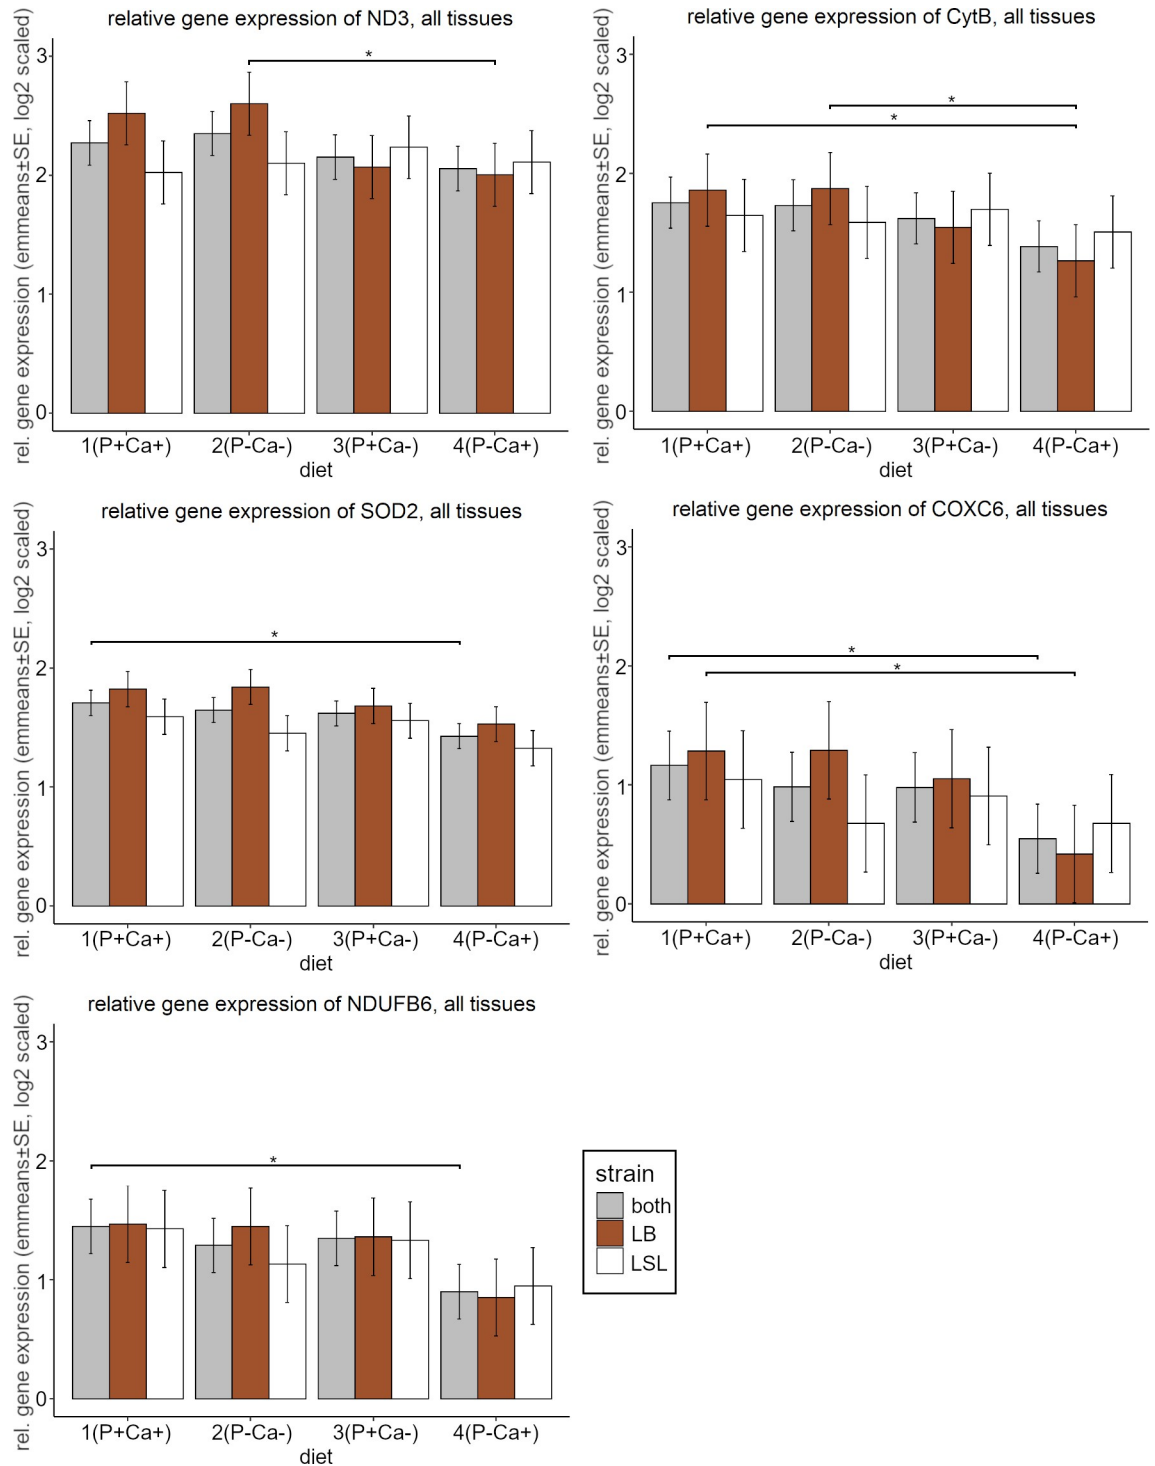 relative gene expression of ND3, all tissues
rel. gene expression (emmeans±SE, log2 scaled)
3
*
2
1
0
1(P+Ca+) 2(P-Ca-) 3(P+Ca-) 4(P-Ca+)
diet
relative gene expression of CytB, all tissues
rel. gene expression (emmeans±SE, log2 scaled)
3
*
*
2
1
0
1(P+Ca+) 2(P-Ca-) 3(P+Ca-) 4(P-Ca+)
diet
relative gene expression of SOD2, all tissues
rel. gene expression (emmeans±SE, log2 scaled)
3
*
2
1
0
1(P+Ca+) 2(P-Ca-) 3(P+Ca-) 4(P-Ca+)
diet
relative gene expression of COXC6, all tissues
rel. gene expression (emmeans±SE, log2 scaled)
3
*
*
2
1
0
1(P+Ca+) 2(P-Ca-) 3(P+Ca-) 4(P-Ca+)
diet
relative gene expression of NDUFB6, all tissues
rel. gene expression (emmeans±SE, log2 scaled)
3
2
*
1
0
1(P+Ca+) 2(P-Ca-) 3(P+Ca-) 4(P-Ca+)
diet
strain
both
LB
LSL